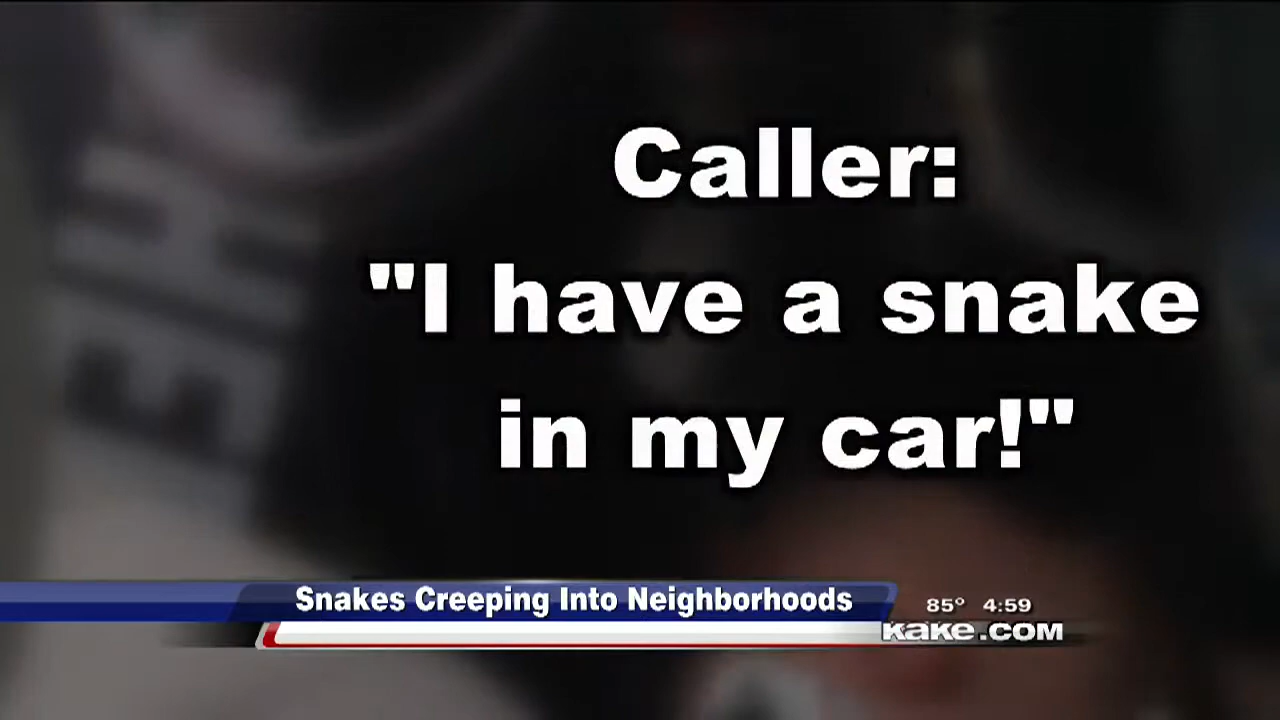 Caller:
"I have a snake
in my car!"
Snakes Creeping Into Neighborhoods
85° 4:59
KaKe.COM